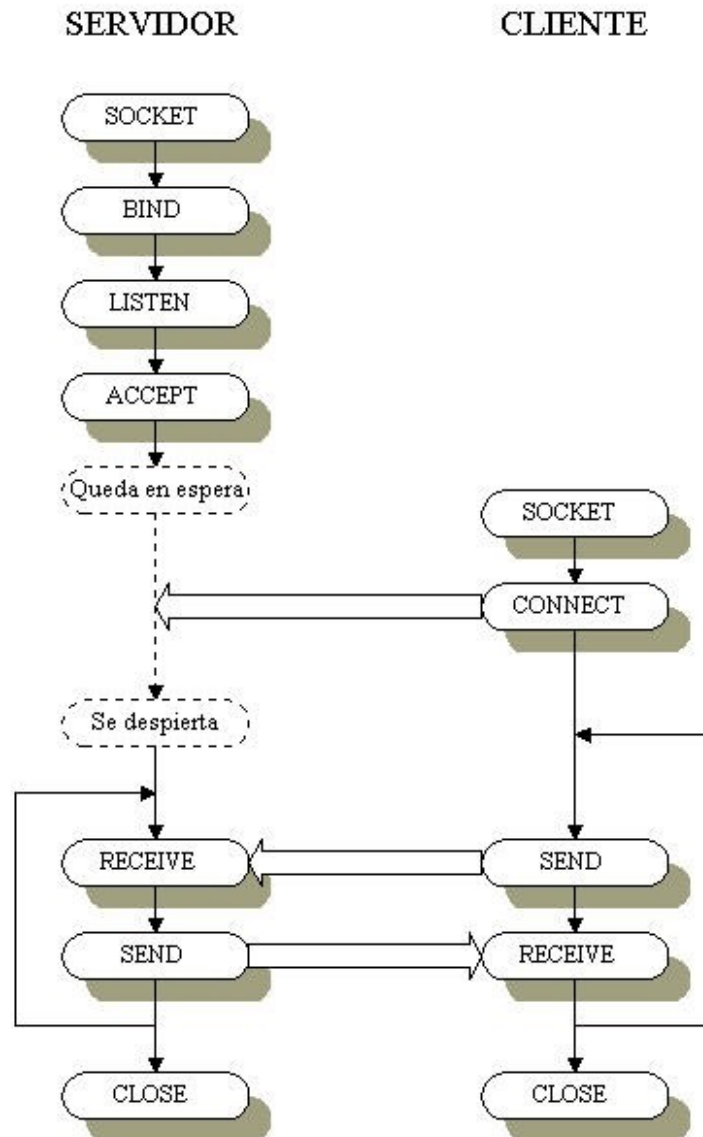 SERVIDOR
CLIENTE
SOCKET
BIND
LISTEN
ACCEPT
Queda en espera
SOCKET
CONNECT
Se despierta
RECEIVE
SEND
SEND
RECEIVE
CLOSE
CLOSE